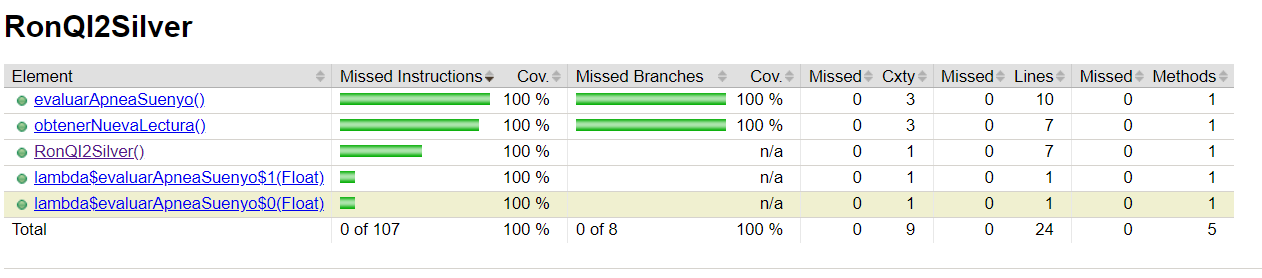 RonQI2Silver
Element Missed Instructions Cov. Missed Branches Cov. Missed Cxty Missed Lines Missed Methods
evaluarApneaSuenyo() 100 % 100 % 0 3 0 10 0 1
obtenerNuevaLectura() 100 % 100 % 0 3 0 7 0 1
RonQI2Silver() 100 % n/a 0 1 0 7 0 1
lambda$evaluarApneaSuenyo$1(Float) 100 % n/a 0 1 0 1 0 1
lambda$evaluarApneaSuenyo$0(Float) 100 % n/a 0 1 0 1 0 1
Total 0 of 107 100 % 0 of 8 100 % 0 9 0 24 0 5